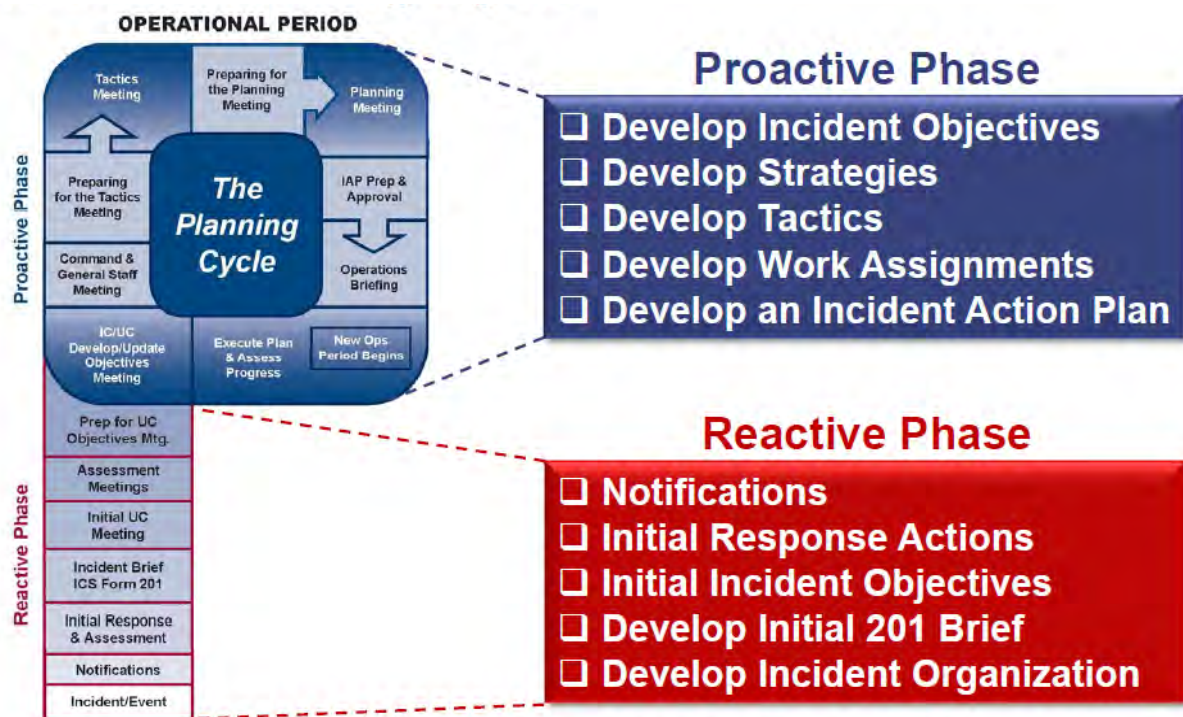 OPERATIONAL PERIOD
Tactics
Meeting
Preparing for
the Planning
Meeting
Planning
Meeting
Proactive Phase
Preparing
for the Tactics
Meeting
The
Planning
Cycle
IAP Prep &
Approval
Command &
General Staff
Meeting
Operations
Briefing
IC/UC
Develop/Update
Objectives
Meeting
Execute Plan
& Assess
Progress
New Ops
Period Begins
Reactive Phase
Prep for UC
Objectives Mtg.
Assessment
Meetings
Initial UC
Meeting
Incident Brief
ICS Form 201
Initial Response
& Assessment
Notifications
Incident/Event
Proactive Phase
❑ Develop Incident Objectives
❑ Develop Strategies
❑ Develop Tactics
❑ Develop Work Assignments
❑ Develop an Incident Action Plan
Reactive Phase
❑ Notifications
❑ Initial Response Actions
❑ Initial Incident Objectives
❑ Develop Initial 201 Brief
❑ Develop Incident Organization